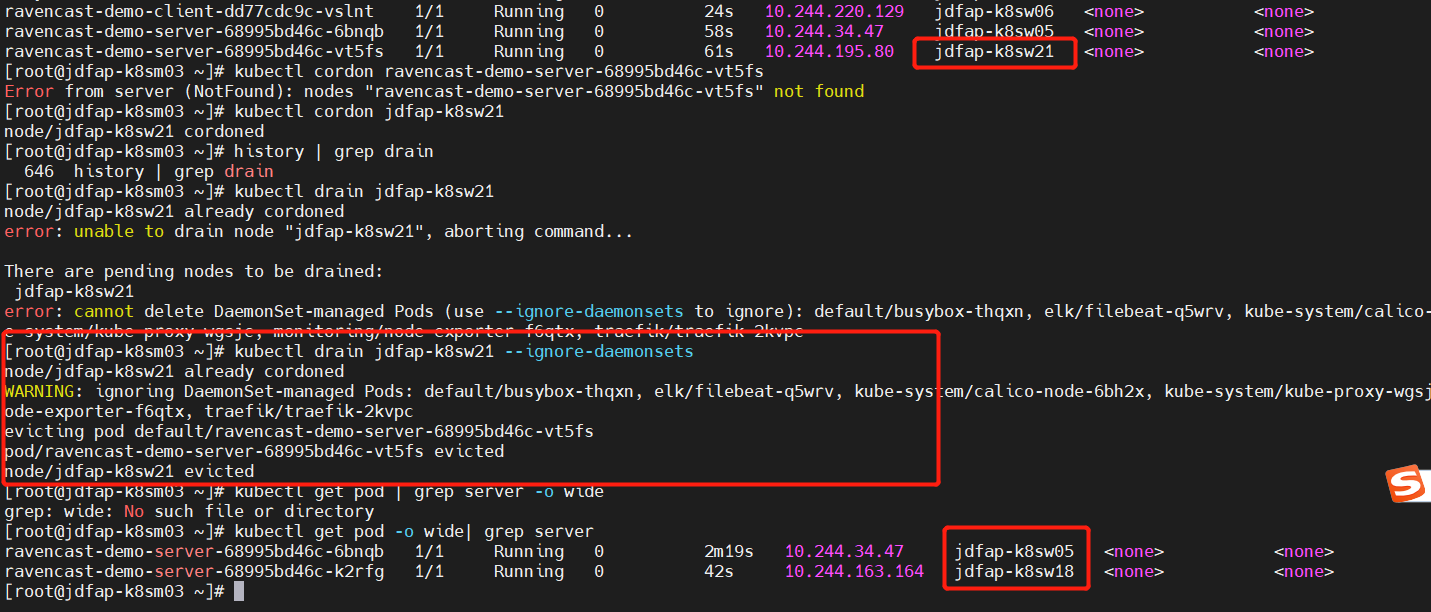 ravencast-demo-client-dd77cdc9c-vslnt 1/1 Running 0 24s 10.244.220.129 jdfap-k8sw06 <none> <none>
ravencast-demo-server-68995bd46c-6bnqb 1/1 Running 0 58s 10.244.34.47 jdfap-k8sw05 <none> <none>
ravencast-demo-server-68995bd46c-vt5fs 1/1 Running 0 61s 10.244.195.80 jdfap-k8sw21 <none> <none>
[root@jdfap-k8sm03 ~]# kubectl cordon ravencast-demo-server-68995bd46c-vt5fs
Error from server (NotFound): nodes "ravencast-demo-server-68995bd46c-vt5fs" not found
[root@jdfap-k8sm03 ~]# kubectl cordon jdfap-k8sw21
node/jdfap-k8sw21 cordoned
[root@jdfap-k8sm03 ~]# history | grep drain
646 history | grep drain
[root@jdfap-k8sm03 ~]# kubectl drain jdfap-k8sw21
node/jdfap-k8sw21 already cordoned
error: unable to drain node "jdfap-k8sw21", aborting command...
There are pending nodes to be drained:
jdfap-k8sw21
error: cannot delete DaemonSet-managed Pods (use --ignore-daemonsets to ignore): default/busybox-thqxn, elk/filebeat-q5wrv, kube-system/calico-
e-system/kube-proxy-wgsjc, monitoring/node-exporter-f6qtx, traefik/traefik-2kvpc
[root@jdfap-k8sm03 ~]# kubectl drain jdfap-k8sw21 --ignore-daemonsets
node/jdfap-k8sw21 already cordoned
WARNING: ignoring DaemonSet-managed Pods: default/busybox-thqxn, elk/filebeat-q5wrv, kube-system/calico-node-6bh2x, kube-system/kube-proxy-wgsj
ode-exporter-f6qtx, traefik/traefik-2kvpc
evicting pod default/ravencast-demo-server-68995bd46c-vt5fs
pod/ravencast-demo-server-68995bd46c-vt5fs evicted
node/jdfap-k8sw21 evicted
[root@jdfap-k8sm03 ~]# kubectl get pod | grep server -o wide
grep: wide: No such file or directory
[root@jdfap-k8sm03 ~]# kubectl get pod -o wide| grep server
ravencast-demo-server-68995bd46c-6bnqb 1/1 Running 0 2m19s 10.244.34.47 jdfap-k8sw05 <none> <none>
ravencast-demo-server-68995bd46c-k2rfg 1/1 Running 0 42s 10.244.163.164 jdfap-k8sw18 <none> <none>
[root@jdfap-k8sm03 ~]#